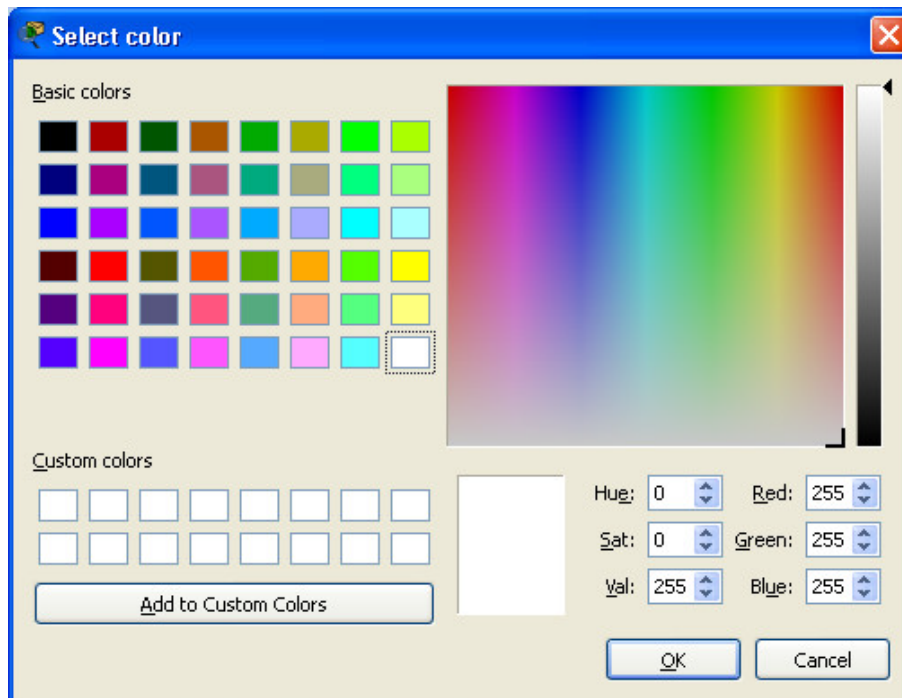 Select color
Basic colors
Custom colors
Hue: 0 Red: 255
Sat: 0 Green: 255
Val: 255 Blue: 255
Add to Custom Colors
OK Cancel